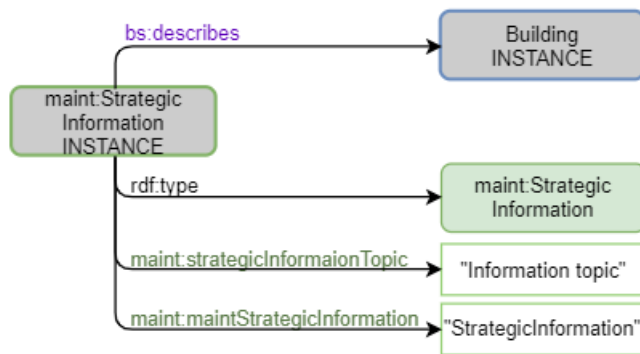 bs:describes
Building
INSTANCE
maint:Strategic
Information
INSTANCE
rdf:type
maint:Strategic
Information
maint:strategicInformaionTopic
"Information topic"
maint:maintStrategicInformation
"StrategicInformation"